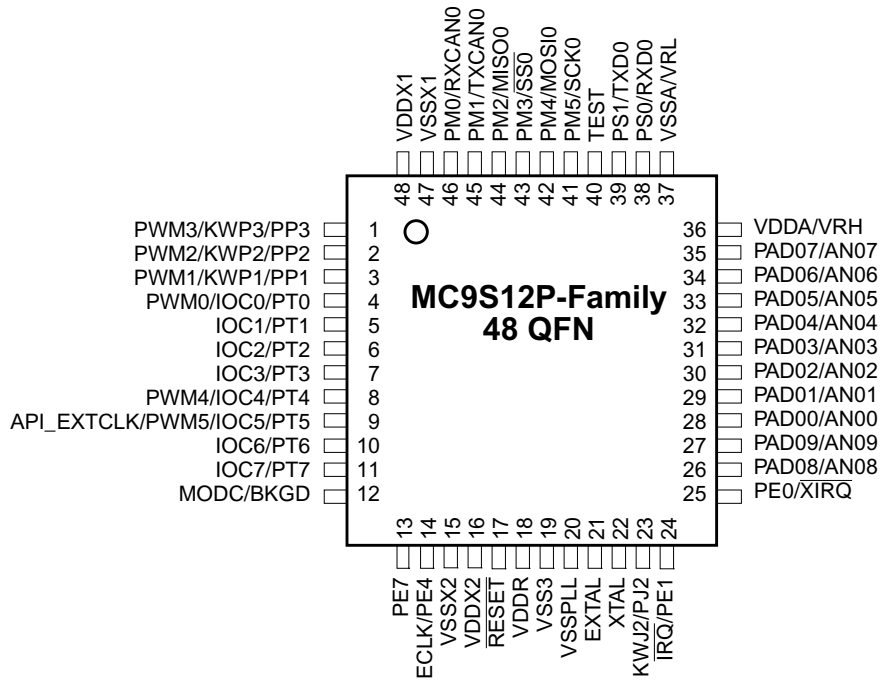 VDDX1
VSSX1
PM0/RXCAN0
PM1/TXCAN0
PM2/MISO0
PM3/SS0
PM4/MOSI0
PM5/SCK0
TEST
PS1/TXD0
PS0/RXD0
VSSA/VRL
48
47
46
45
44
43
42
41
40
39
38
37
PWM3/KWP3/PP3 1
PWM2/KWP2/PP2 2
PWM1/KWP1/PP1 3
PWM0/IOC0/PT0 4
IOC1/PT1 5
IOC2/PT2 6
IOC3/PT3 7
PWM4/IOC4/PT4 8
API_EXTCLK/PWM5/IOC5/PT5 9
IOC6/PT6 10
IOC7/PT7 11
MODC/BKGD 12
MC9S12P-Family
48 QFN
36 VDDA/VRH
35 PAD07/AN07
34 PAD06/AN06
33 PAD05/AN05
32 PAD04/AN04
31 PAD03/AN03
30 PAD02/AN02
29 PAD01/AN01
28 PAD00/AN00
27 PAD09/AN09
26 PAD08/AN08
25 PE0/XIRQ
13
14
15
16
17
18
19
20
21
22
23
24
PE7
ECLK/PE4
VSSX2
VDDX2
RESET
VDDR
VSS3
VSSPLL
EXTAL
XTAL
KWJ2/PJ2
IRQ/PE1